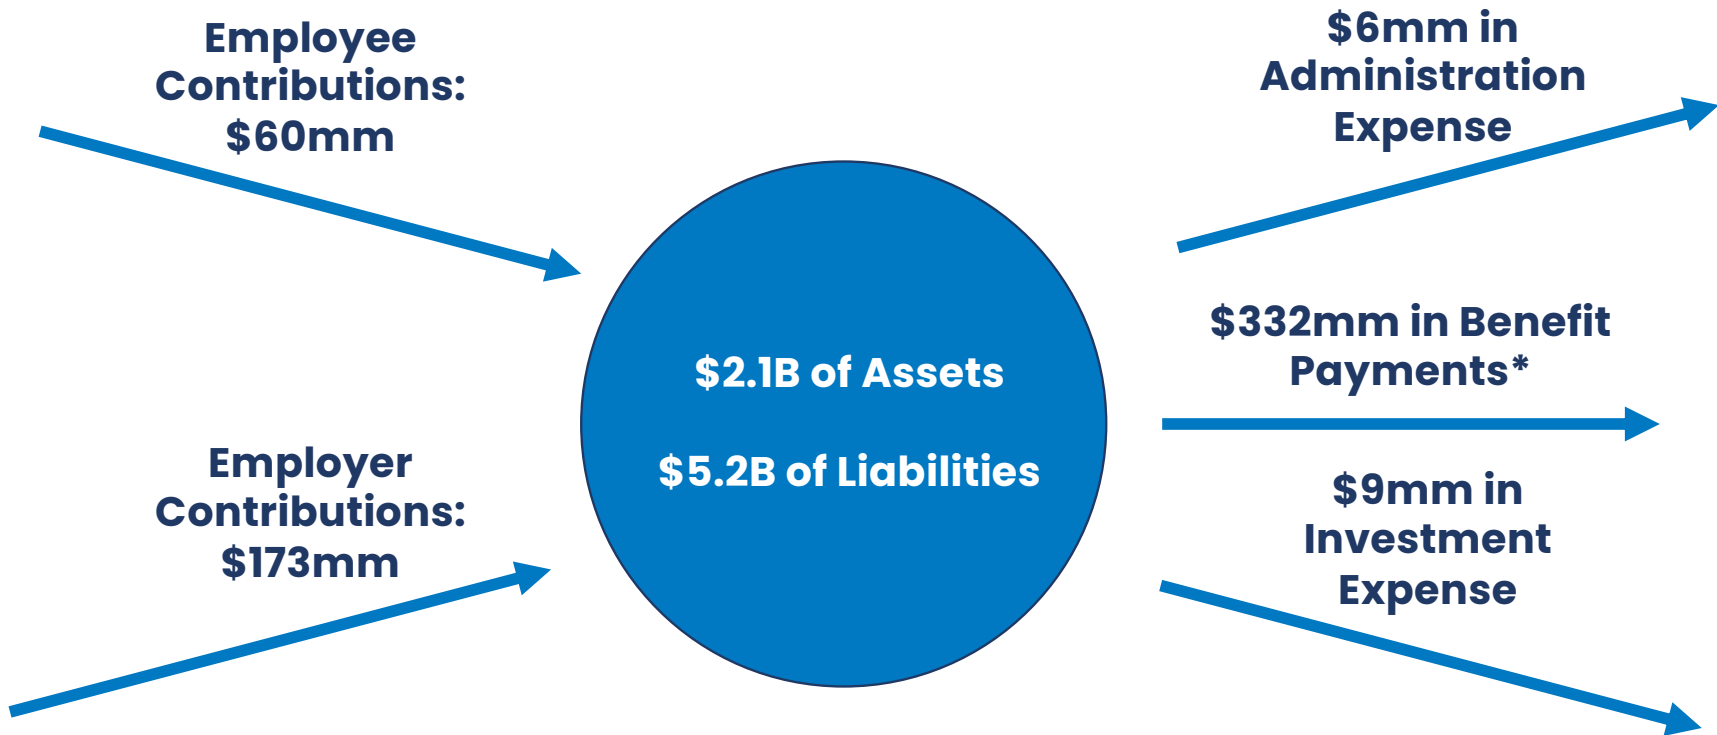 Employee
Contributions:
$60mm
Employer
Contributions:
$173mm
$2.1B of Assets
$5.2B of Liabilities
$6mm in
Administration
Expense
$332mm in Benefit
Payments*
$9mm in
Investment
Expense